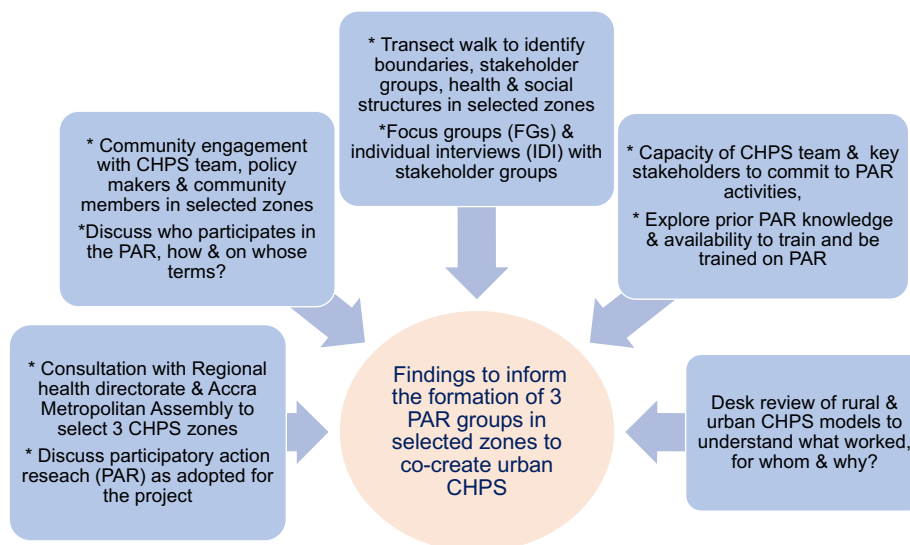 * Transect walk to identify
boundaries, stakeholder
groups, health & social
structures in selected zones
*Focus groups (FGs) &
individual interviews (IDI) with
stakeholder groups
* Community engagement
with CHPS team, policy
makers & community
members in selected zones
*Discuss who participates in
the PAR, how & on whose
terms?
* Capacity of CHPS team & key
stakeholders to commit to PAR
activities,
* Explore prior PAR knowledge
& availability to train and be
trained on PAR
* Consultation with Regional
health directorate & Accra
Metropolitan Assembly to
select 3 CHPS zones
* Discuss participatory action
reseach (PAR) as adopted for
the project
Findings to inform
the formation of 3
PAR groups in
selected zones to
co-create urban
CHPS
Desk review of rural &
urban CHPS models to
understand what worked,
for whom & why?